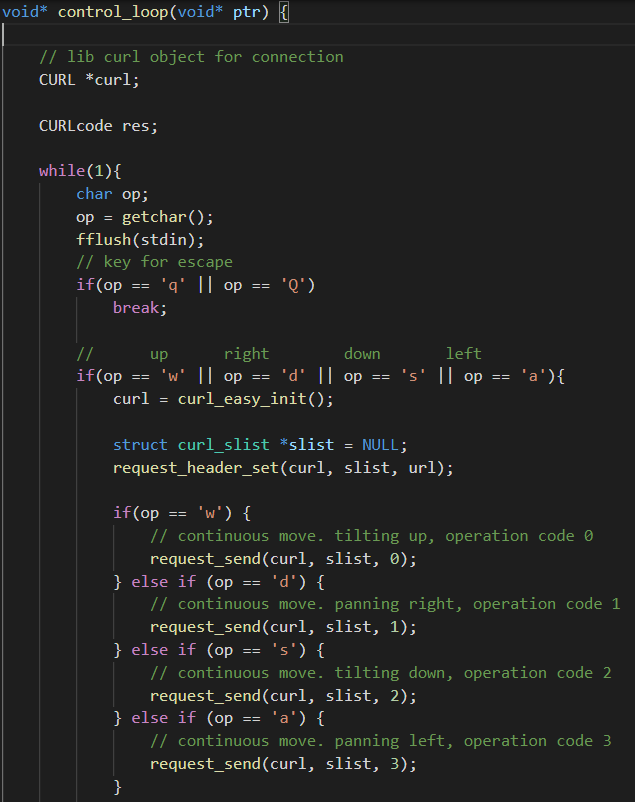 void* control_loop(void* ptr) {
// lib curl object for connection
CURL *curl;
CURLcode res;
while(1){
char op;
op = getchar();
fflush(stdin);
// key for escape
if(op == 'q' || op == 'Q')
break;
//      up      right        down       left
if(op == 'w' || op == 'd' || op == 's' || op == 'a'){
curl = curl_easy_init();
struct curl_slist *slist = NULL;
request_header_set(curl, slist, url);
if(op == 'w') {
// continuous move. tilting up, operation code 0
request_send(curl, slist, 0);
} else if (op == 'd') {
// continuous move. panning right, operation code 1
request_send(curl, slist, 1);
} else if (op == 's') {
// continuous move. tilting down, operation code 2
request_send(curl, slist, 2);
} else if (op == 'a') {
// continuous move. panning left, operation code 3
request_send(curl, slist, 3);
}